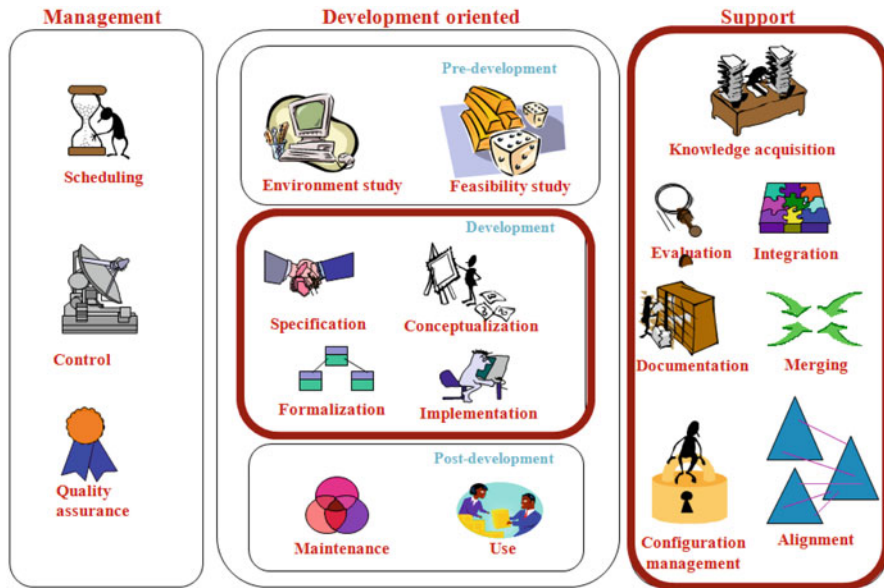 Management
Scheduling
Control
Quality
assurance
Development oriented
Pre-development
Environment study
Feasibility study
Development
Specification
Conceptualization
Formalization
Implementation
Post-development
Maintenance
Use
Support
Knowledge acquisition
Evaluation
Integration
Documentation
Merging
Configuration
management
Alignment